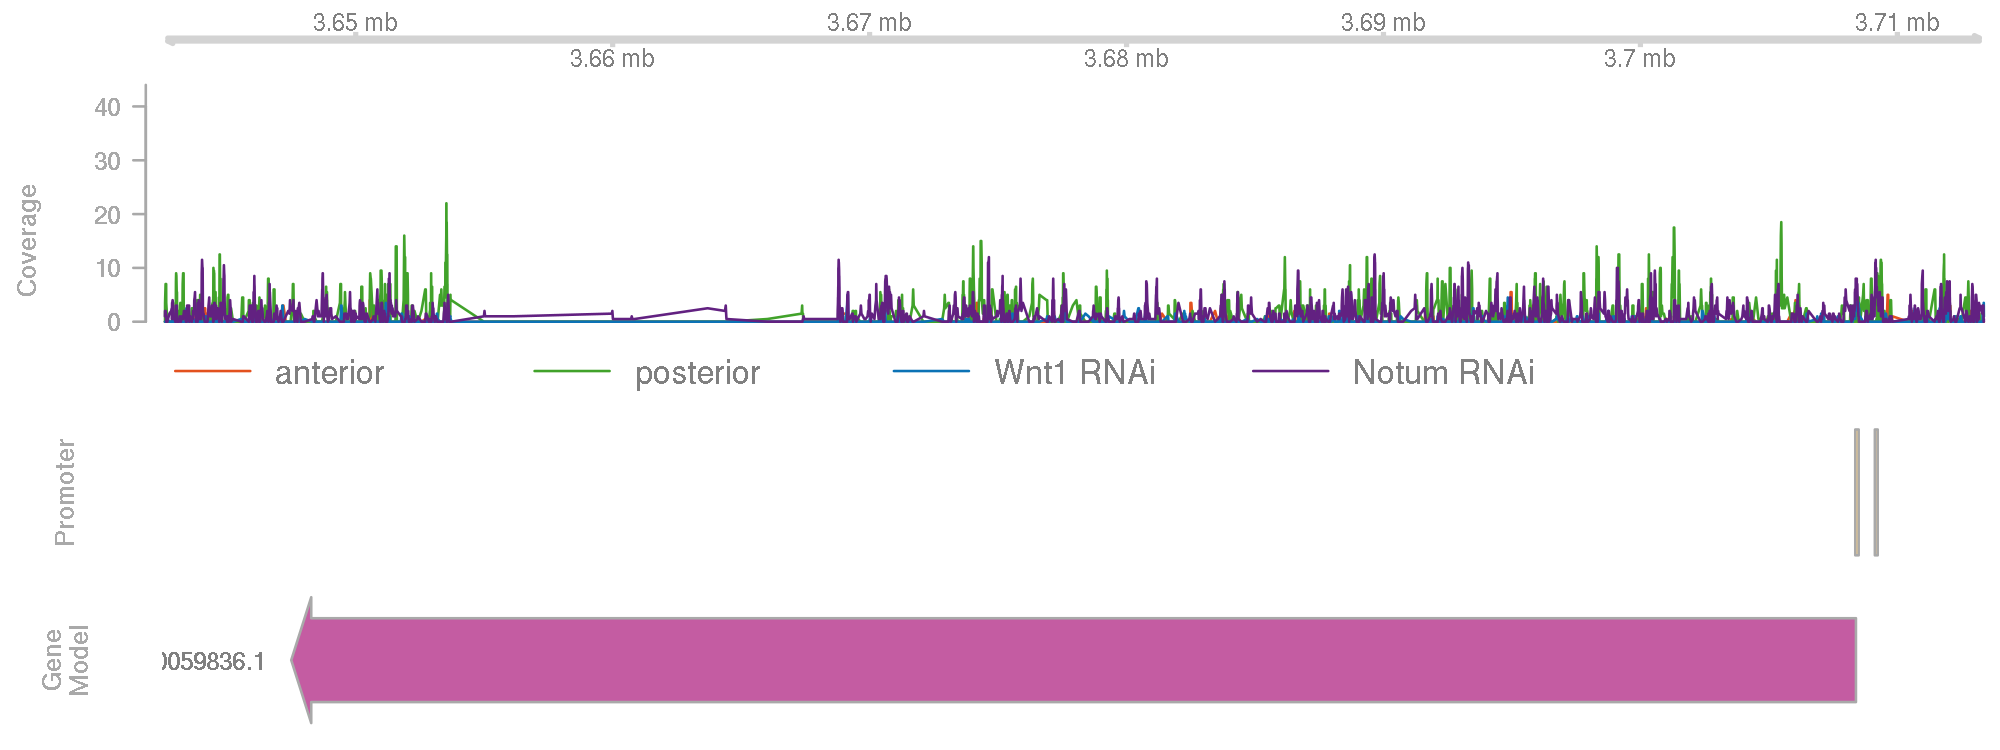 3.65 mb 3.67 mb 3.69 mb 3.71 mb
3.66 mb 3.68 mb 3.7 mb
Coverage
40
30
20
10
0
anterior posterior Wnt1 RNAi Notum RNAi
Promoter
Gene
Model
059836.1